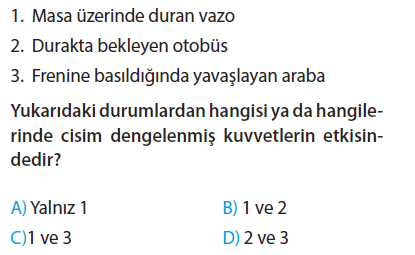 1. Masa üzerinde duran vazo
2. Durakta bekleyen otobüs
3. Frenine basıldığında yavaşlayan araba
Yukarıdaki durumlardan hangisi ya da hangile-
rinde cisim dengelenmiş kuvvetlerin etkisin-
dedir?
A) Yalnız 1 B) 1 ve 2
C)1 ve 3 D) 2 ve 3